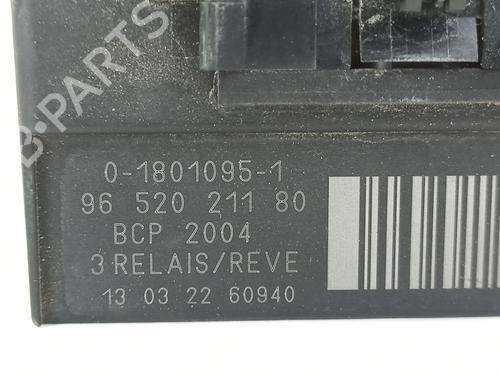 B-PARTS
0-1801095-1
96 520 211 80
BCP 2004
3 RELAIS/REVE
13 03 22 60940